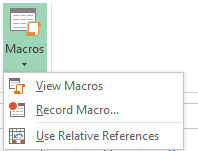 Macros
View Macros
Record Macro...
Use Relative References